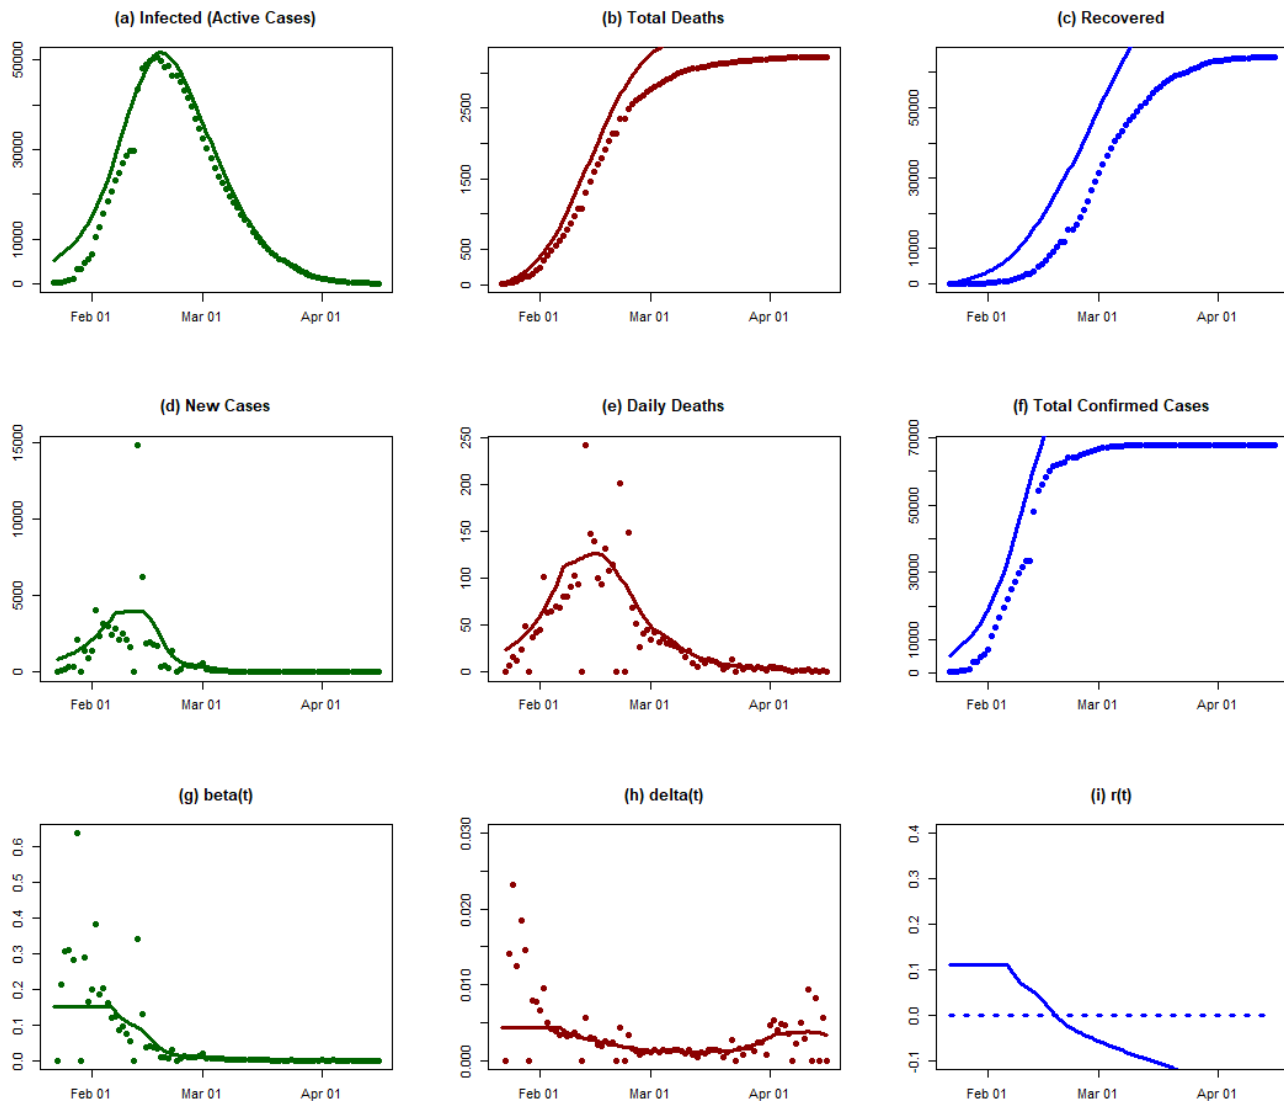 (a) Infected (Active Cases)
50000
30000
10000
0
Feb 01
Mar 01
Apr 01
(b) Total Deaths
2500
1500
500
0
Feb 01
Mar 01
Apr 01
(c) Recovered
50000
30000
10000
0
Feb 01
Mar 01
Apr 01
(d) New Cases
15000
10000
5000
0
Feb 01
Mar 01
Apr 01
(e) Daily Deaths
250
200
150
100
50
0
Feb 01
Mar 01
Apr 01
(f) Total Confirmed Cases
70000
50000
30000
10000
0
Feb 01
Mar 01
Apr 01
(g) beta(t)
0.6
0.5
0.4
0.3
0.2
0.1
0.0
Feb 01
Mar 01
Apr 01
(h) delta(t)
0.030
0.020
0.010
0.000
Feb 01
Mar 01
Apr 01
(i) r(t)
0.4
0.3
0.2
0.1
0.0
-0.1
Feb 01
Mar 01
Apr 01